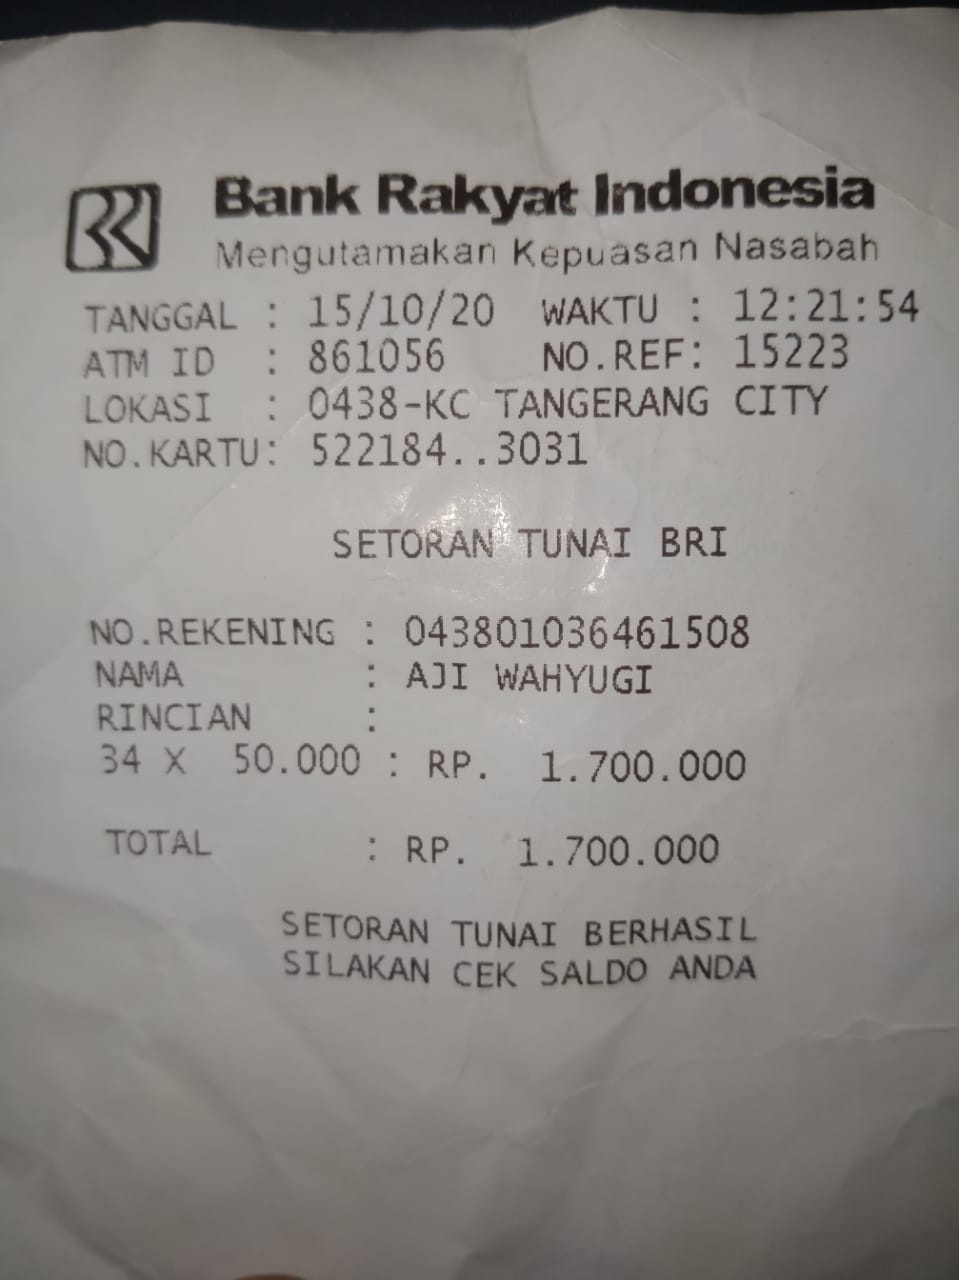 Bank Rakyat Indonesia
Mengutamakan Kepuasan Nasabah
TANGGAL : 15/10/20 WAKTU : 12:21:54
ATM ID : 861056 NO.REF: 15223
LOKASI : 0438-KC TANGERANG CITY
NO.KARTU: 522184..3031
SETORAN TUNAI BRI
NO.REKENING : 043801036461508
NAMA : AJI WAHYUGI
RINCIAN :
34 X 50.000 : RP. 1.700.000
TOTAL : RP. 1.700.000
SETORAN TUNAI BERHASIL
SILAKAN CEK SALDO ANDA